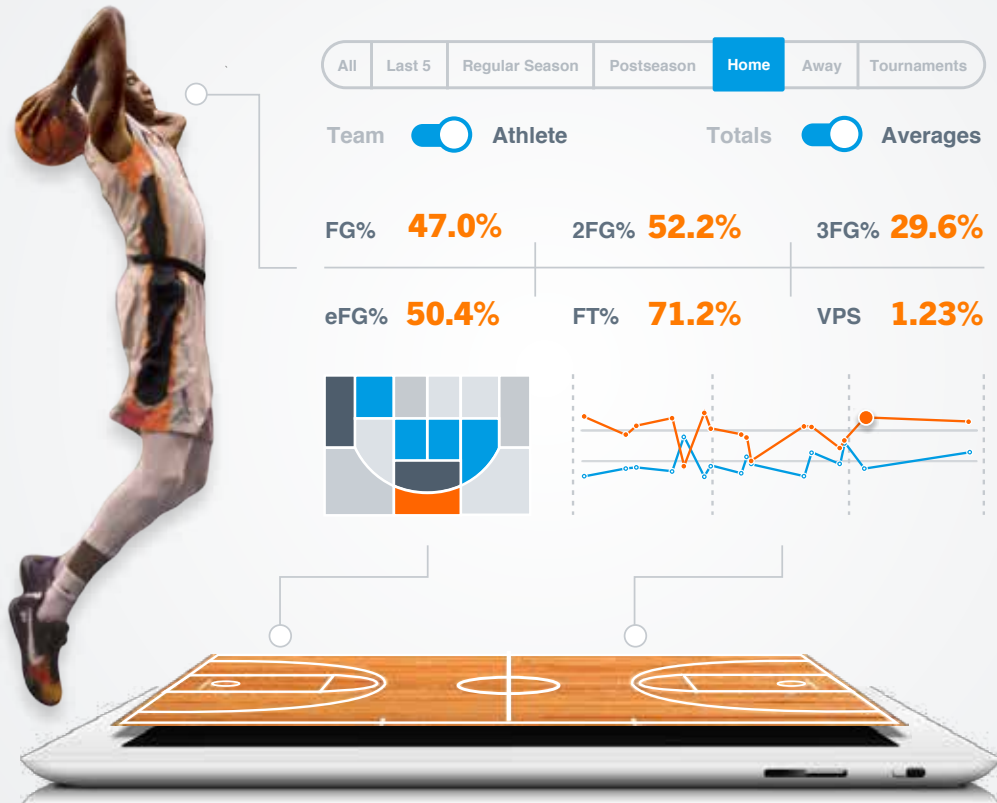 All Last 5 Regular Season Postseason Home Away Tournaments
Team Athlete Totals Averages
FG% 47.0% 2FG% 52.2% 3FG% 29.6%
eFG% 50.4% FT% 71.2% VPS 1.23%